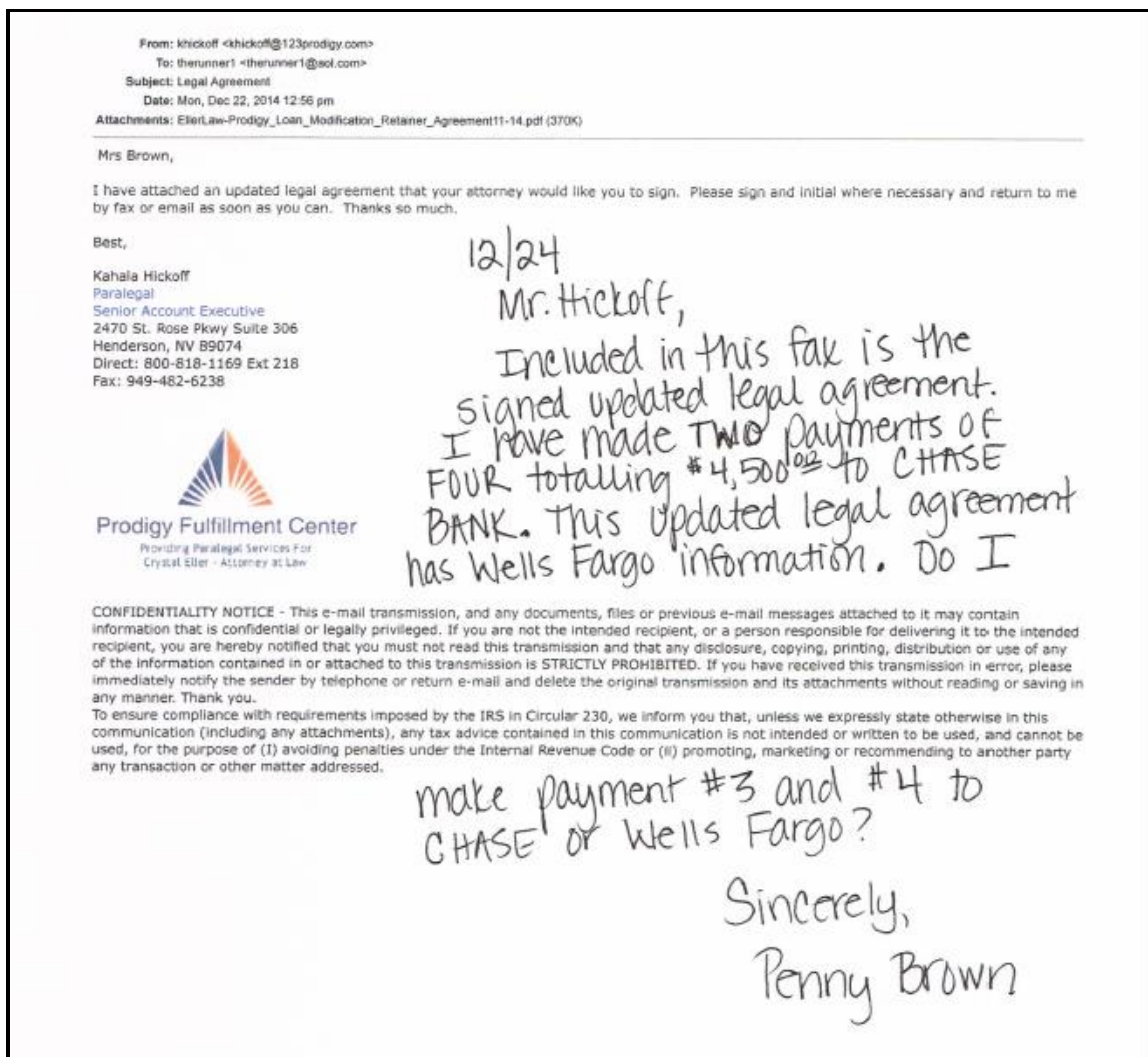 From: khickoff <khickoff@123prodigy.com>
To: therunner1 <therunner1@aol.com>
Subject: Legal Agreement
Date: Mon, Dec 22, 2014 12:56 pm
Attachments: EllerLaw-Prodigy_Loan_Modification_Retainer_Agreement11-14.pdf (370K)
Mrs Brown,
I have attached an updated legal agreement that your attorney would like you to sign. Please sign and initial where necessary and return to me
by fax or email as soon as you can. Thanks so much.
Best,
Kahala Hickoff
Paralegal
Senior Account Executive
2470 St. Rose Pkwy Suite 306
Henderson, NV 89074
Direct: 800-818-1169 Ext 218
Fax: 949-482-6238
Prodigy Fulfillment Center
Providing Paralegal Services For
Crystal Eller - Attorney at Law
12/24
Mr. Hickoff,
Included in this fax is the
signed updated legal agreement.
I have made TWO payments of
FOUR totalling $4,500.00 to CHASE
BANK. This updated legal agreement
has Wells Fargo information. Do I
CONFIDENTIALITY NOTICE - This e-mail transmission, and any documents, files or previous e-mail messages attached to it may contain
information that is confidential or legally privileged. If you are not the intended recipient, or a person responsible for delivering it to the intended
recipient, you are hereby notified that you must not read this transmission and that any disclosure, copying, printing, distribution or use of any
of the information contained in or attached to this transmission is STRICTLY PROHIBITED. If you have received this transmission in error, please
immediately notify the sender by telephone or return e-mail and delete the original transmission and its attachments without reading or saving in
any manner. Thank you.
To ensure compliance with requirements imposed by the IRS in Circular 230, we inform you that, unless we expressly state otherwise in this
communication (including any attachments), any tax advice contained in this communication is not intended or written to be used, and cannot be
used, for the purpose of (I) avoiding penalties under the Internal Revenue Code or (ii) promoting, marketing or recommending to another party
any transaction or other matter addressed.
make payment #3 and #4 to
CHASE or Wells Fargo?
Sincerely,
Penny Brown